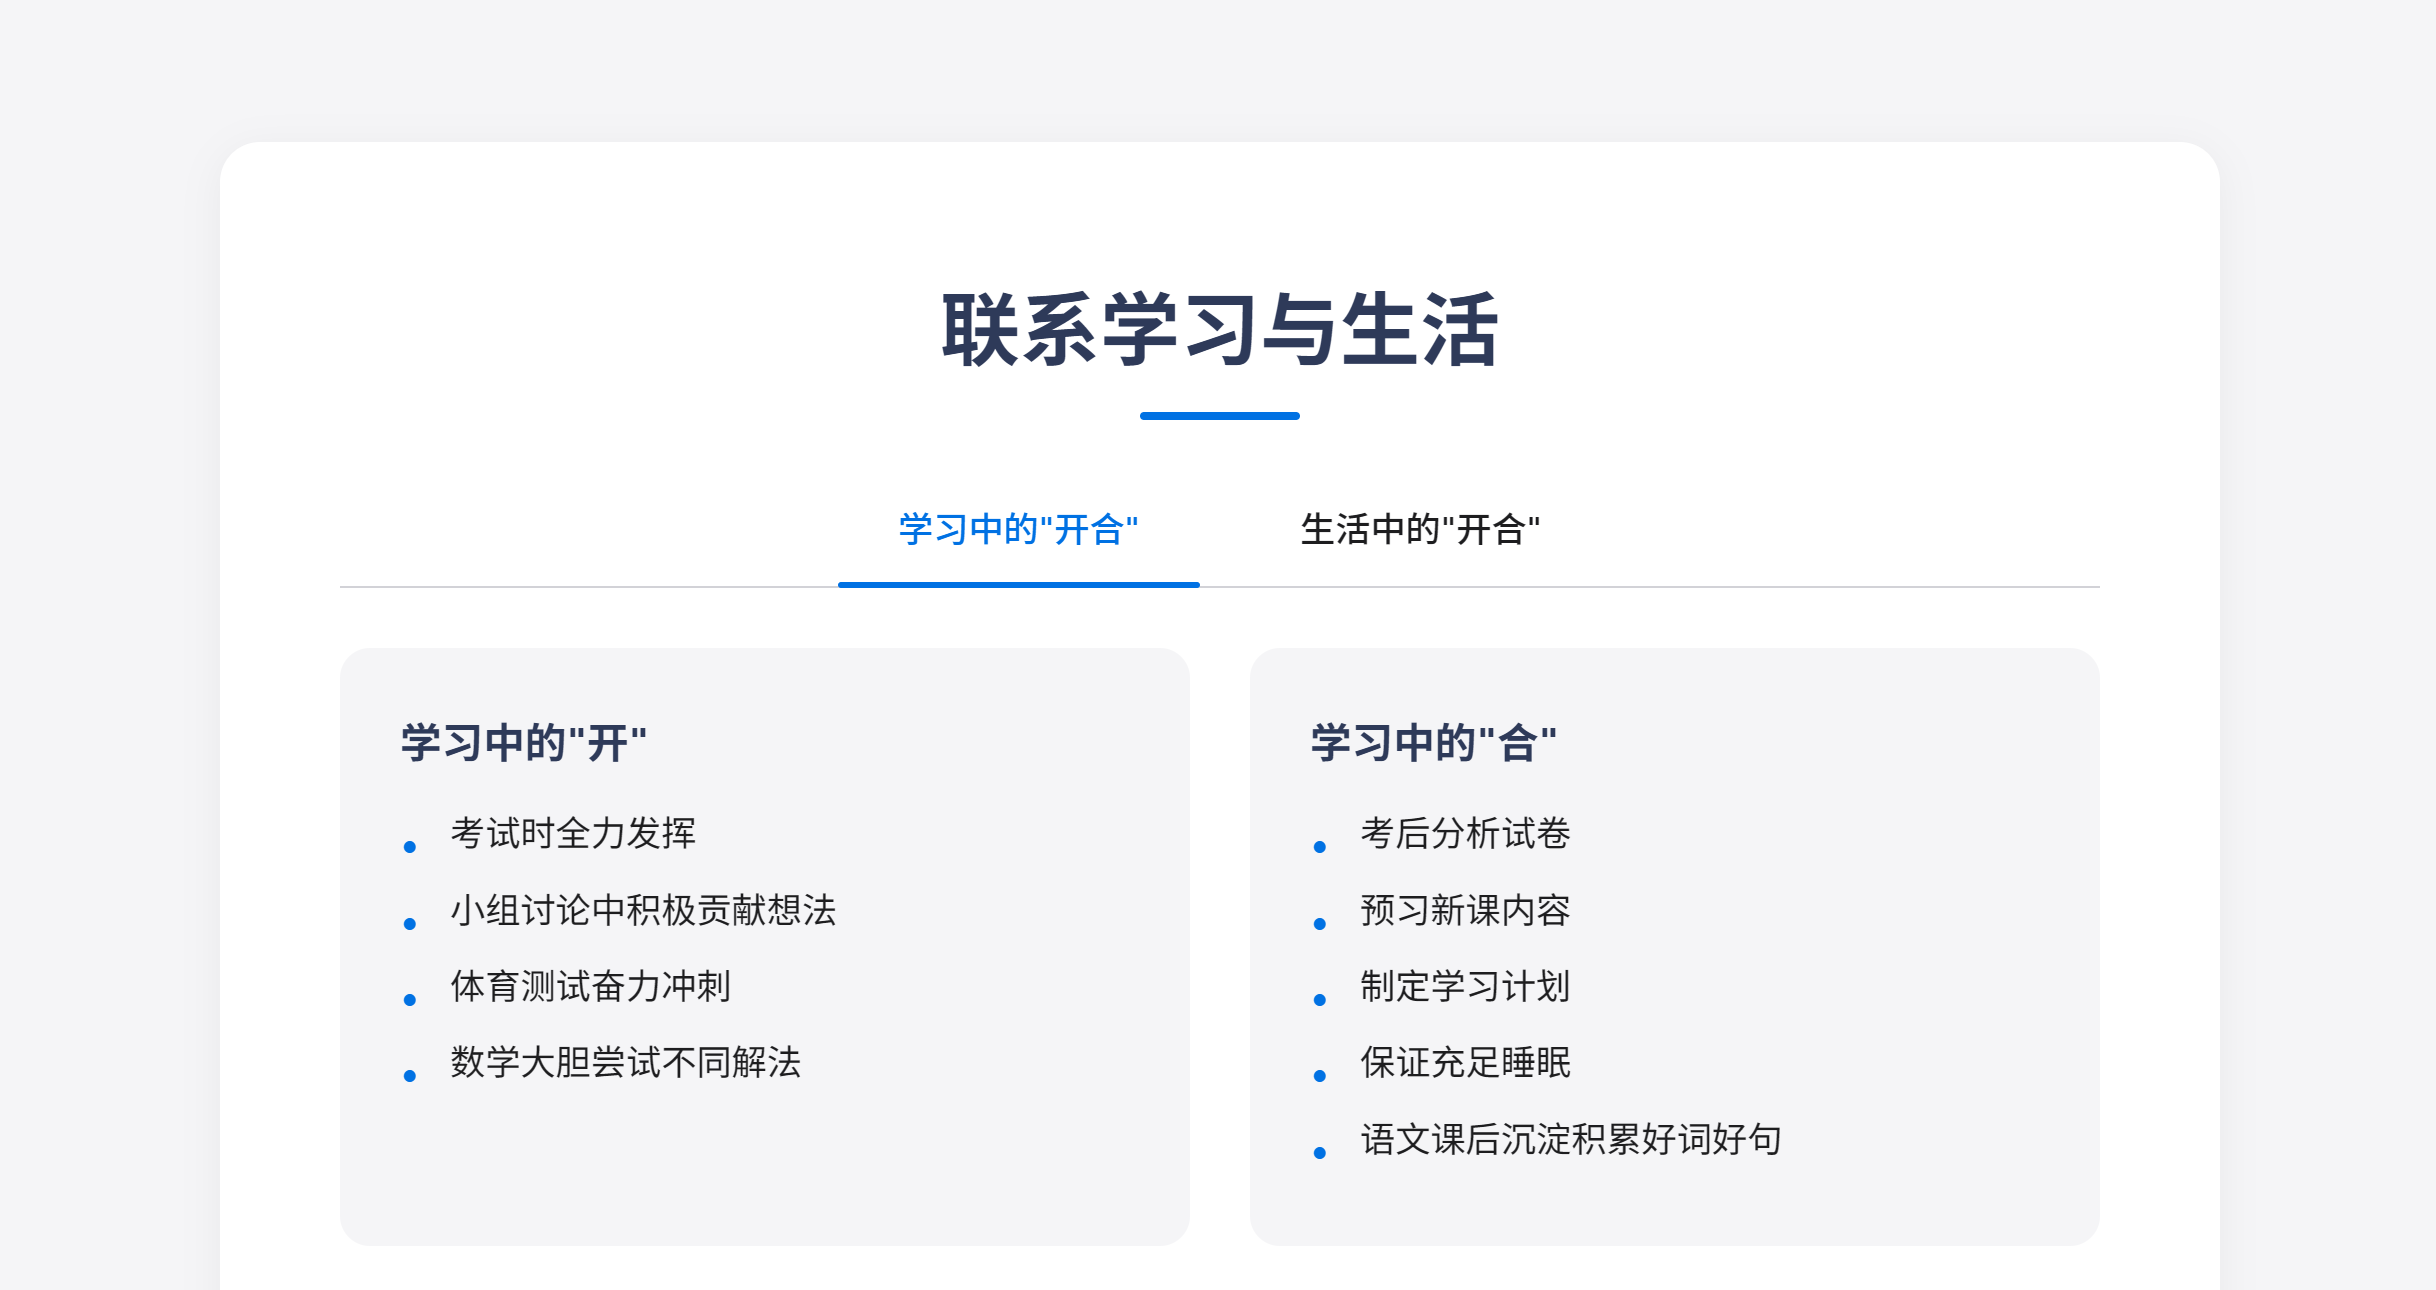 联系学习与生活
学习中的"开合"
生活中的"开合"
学习中的"开"
考试时全力发挥
小组讨论中积极贡献想法
体育测试奋力冲刺
数学大胆尝试不同解法
学习中的"合"
考后分析试卷
预习新课内容
制定学习计划
保证充足睡眠
语文课后沉淀积累好词好句